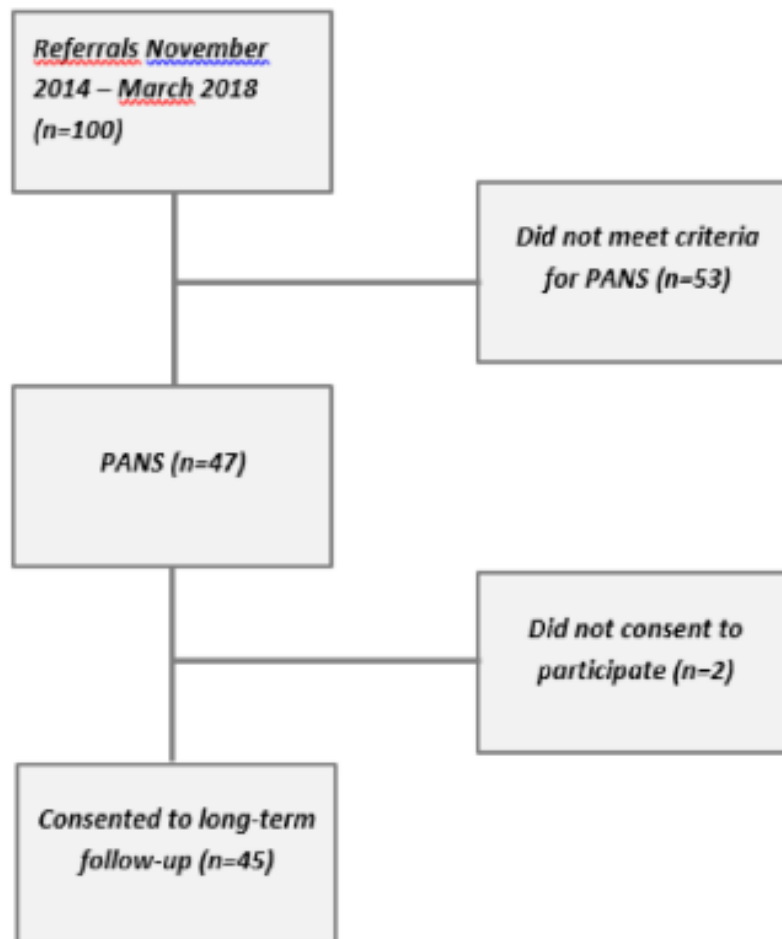 Referrals November
2014 – March 2018
(n=100)
Did not meet criteria
for PANS (n=53)
PANS (n=47)
Did not consent to
participate (n=2)
Consented to long-term
follow-up (n=45)